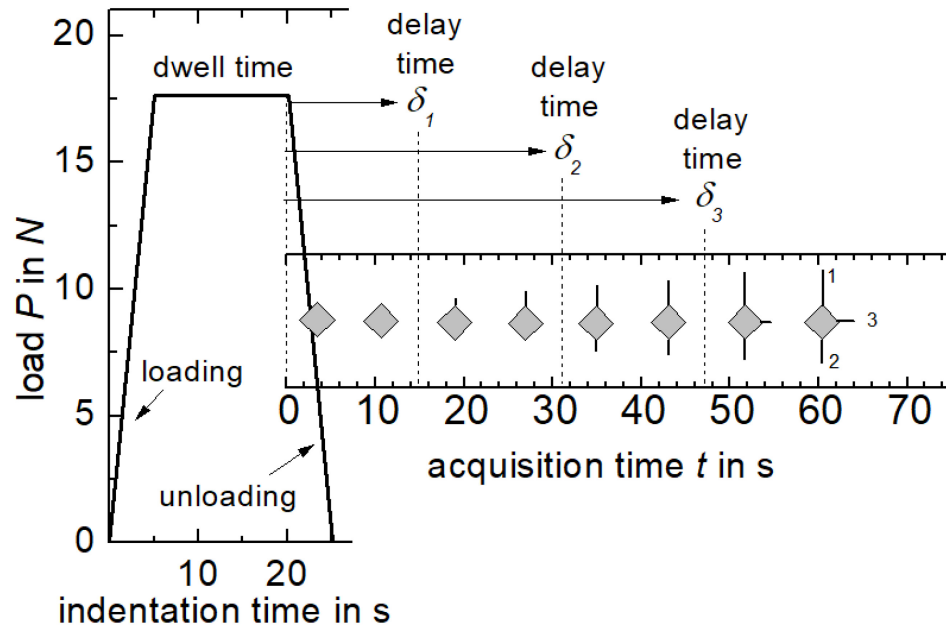 20
15
10
5
0
load P in N
dwell time
loading
unloading
10 20
indentation time in s
delay
time
δ1
delay
time
δ2
delay
time
δ3
1
3
2
0 10 20 30 40 50 60 70
acquisition time t in s